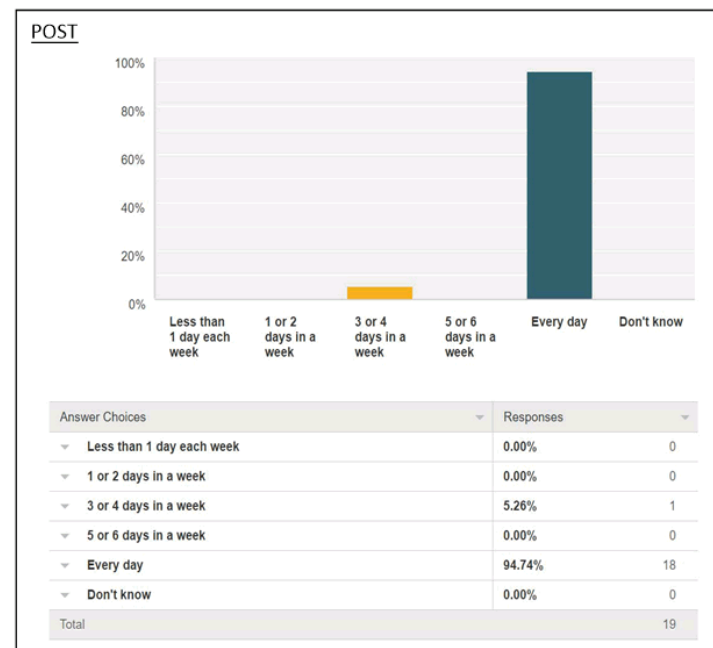 POST
100%
80%
60%
40%
20%
0%
Less than
1 day each
week
1 or 2
days in a
week
3 or 4
days in a
week
5 or 6
days in a
week
Every day
Don't know
Answer Choices Responses
Less than 1 day each week 0.00% 0
1 or 2 days in a week 0.00% 0
3 or 4 days in a week 5.26% 1
5 or 6 days in a week 0.00% 0
Every day 94.74% 18
Don't know 0.00% 0
Total 19